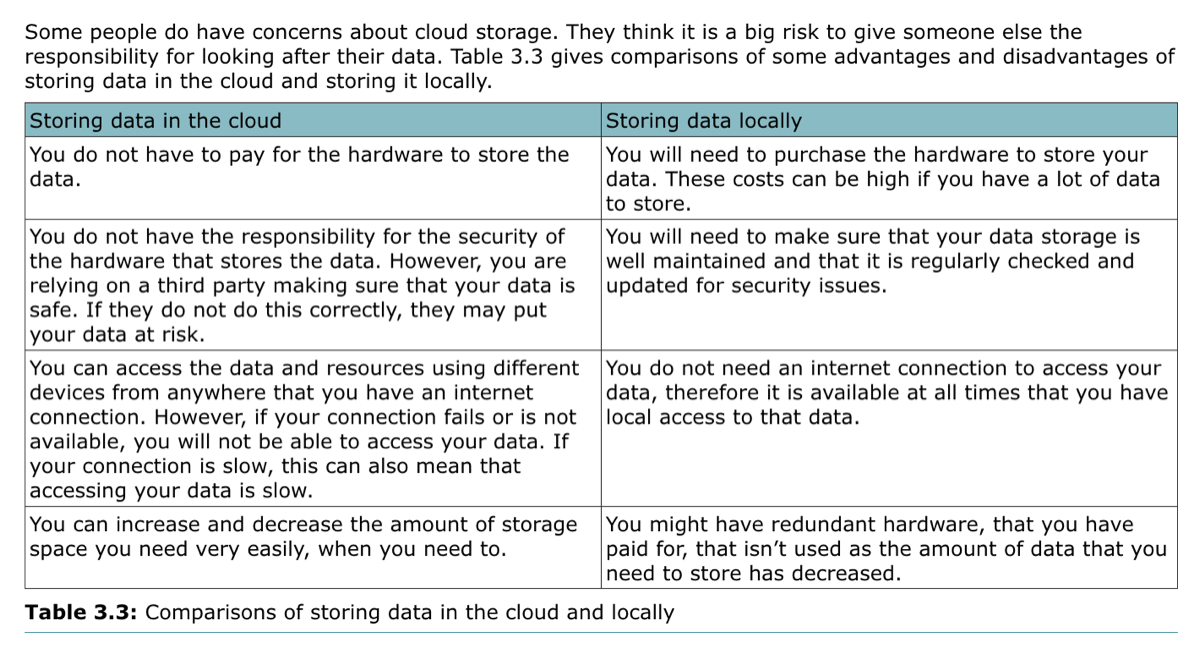 Some people do have concerns about cloud storage. They think it is a big risk to give someone else the
responsibility for looking after their data. Table 3.3 gives comparisons of some advantages and disadvantages of
storing data in the cloud and storing it locally.
Storing data in the cloud
Storing data locally
You do not have to pay for the hardware to store the
data.
You will need to purchase the hardware to store your
data. These costs can be high if you have a lot of data
to store.
You do not have the responsibility for the security of
the hardware that stores the data. However, you are
relying on a third party making sure that your data is
safe. If they do not do this correctly, they may put
your data at risk.
You will need to make sure that your data storage is
well maintained and that it is regularly checked and
updated for security issues.
You can access the data and resources using different
devices from anywhere that you have an internet
connection. However, if your connection fails or is not
available, you will not be able to access your data. If
your connection is slow, this can also mean that
accessing your data is slow.
You do not need an internet connection to access your
data, therefore it is available at all times that you have
local access to that data.
You can increase and decrease the amount of storage
space you need very easily, when you need to.
You might have redundant hardware, that you have
paid for, that isn’t used as the amount of data that you
need to store has decreased.
Table 3.3: Comparisons of storing data in the cloud and locally